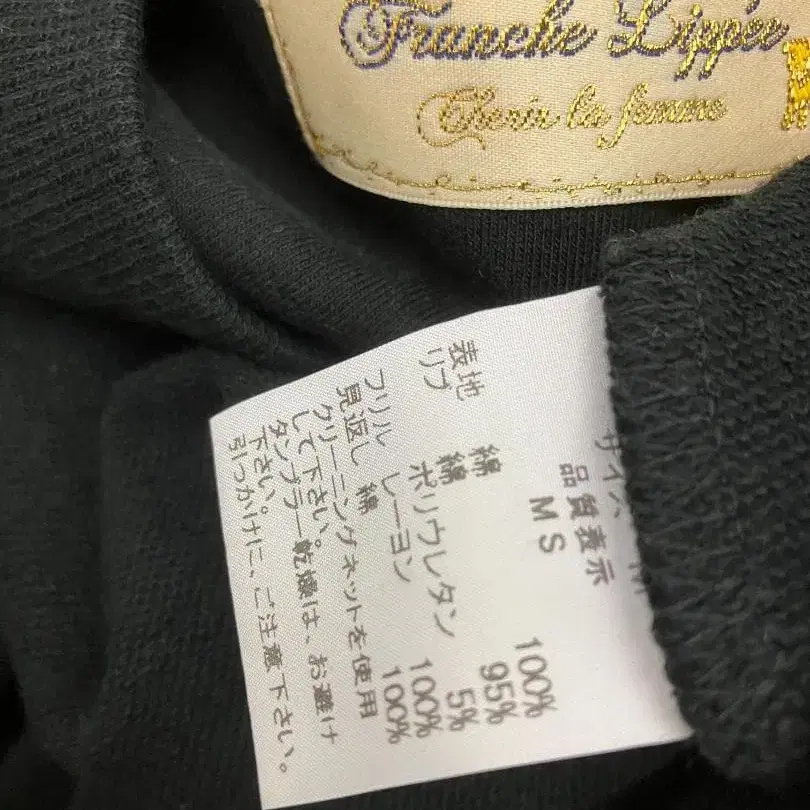 Franche Lippée
Cherir la femme
M
サイズ M
品質表示
MS
表地 綿 100%
リブ 綿 95%
ポリウレタン 5%
フリル レーヨン 100%
見返し 綿 100%
クリーニングネットを使用
して下さい。
タンブラー乾燥は、お避け
下さい。
引っかけに、ご注意下さい。